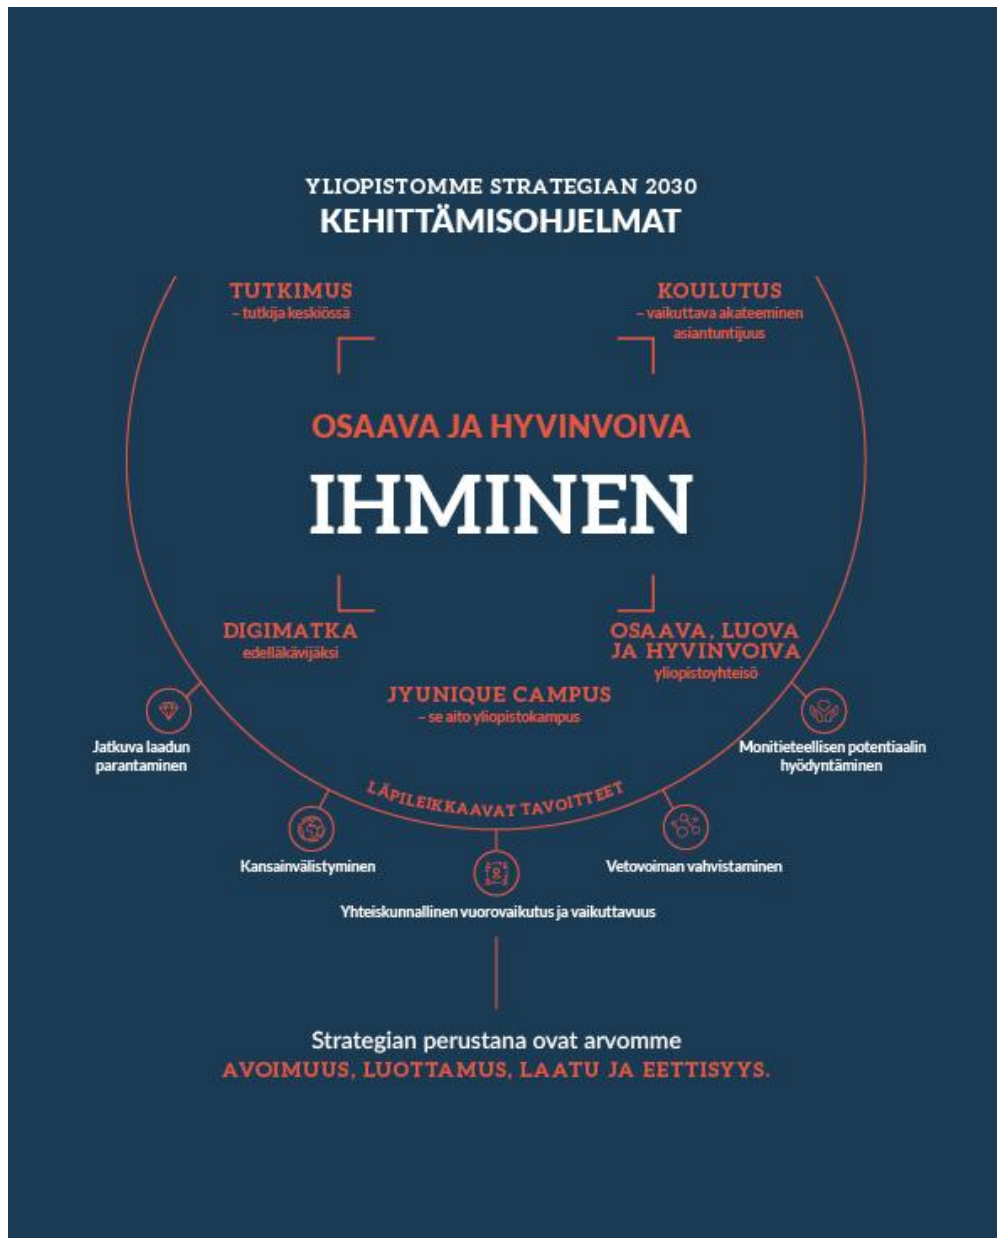 YLIOPISTOMME STRATEGIAN 2030
KEHITTÄMISOHJELMAT
TUTKIMUS
– tutkija keskiössä
KOULUTUS
– vaikuttava akateeminen
asiantuntijuus
OSAAVA JA HYVINVOIVA
IHMINEN
DIGIMATKA
edelläkävijäksi
OSAAVA, LUOVA
JA HYVINVOIVA
yliopistoyhteisö
JYUNIQUE CAMPUS
– se aito yliopistokampus
LÄPILEIKKAAVAT TAVOITTEET
Jatkuva laadun
parantaminen
Kansainvälistyminen
Yhteiskunnallinen vuorovaikutus ja vaikuttavuus
Vetovoiman vahvistaminen
Monitieteellisen potentiaalin
hyödyntäminen
Strategian perustana ovat arvomme
AVOIMUUS, LUOTTAMUS, LAATU JA EETTISYYS.